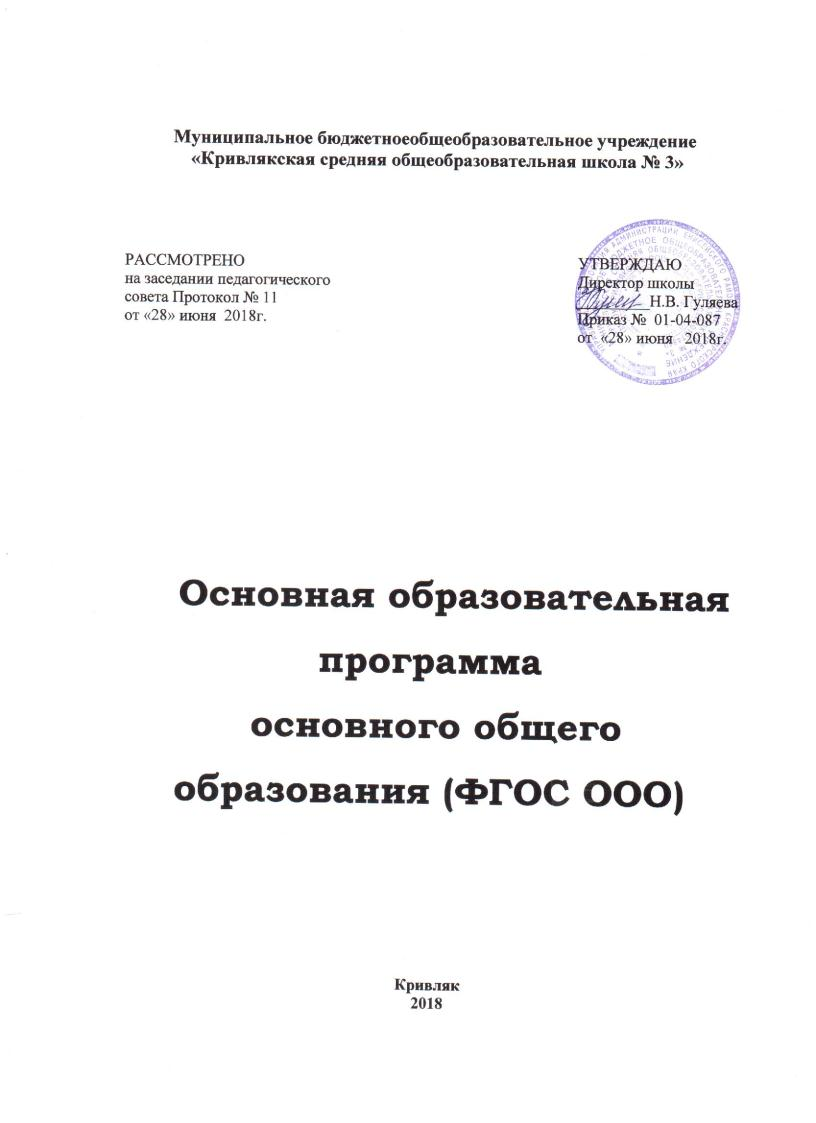 Муниципальное бюджетноеобщеобразовательное учреждение
«Кривлякская средняя общеобразовательная школа № 3»
РАССМОТРЕНО
на заседании педагогического
совета Протокол № 11
от «28» июня 2018г.
УТВЕРЖДАЮ
Директор школы
__________Н.В. Гуляева
Приказ № 01-04-087
от «28» июня 2018г.
Основная образовательная
программа
основного общего
образования (ФГОС ООО)
Кривляк
2018